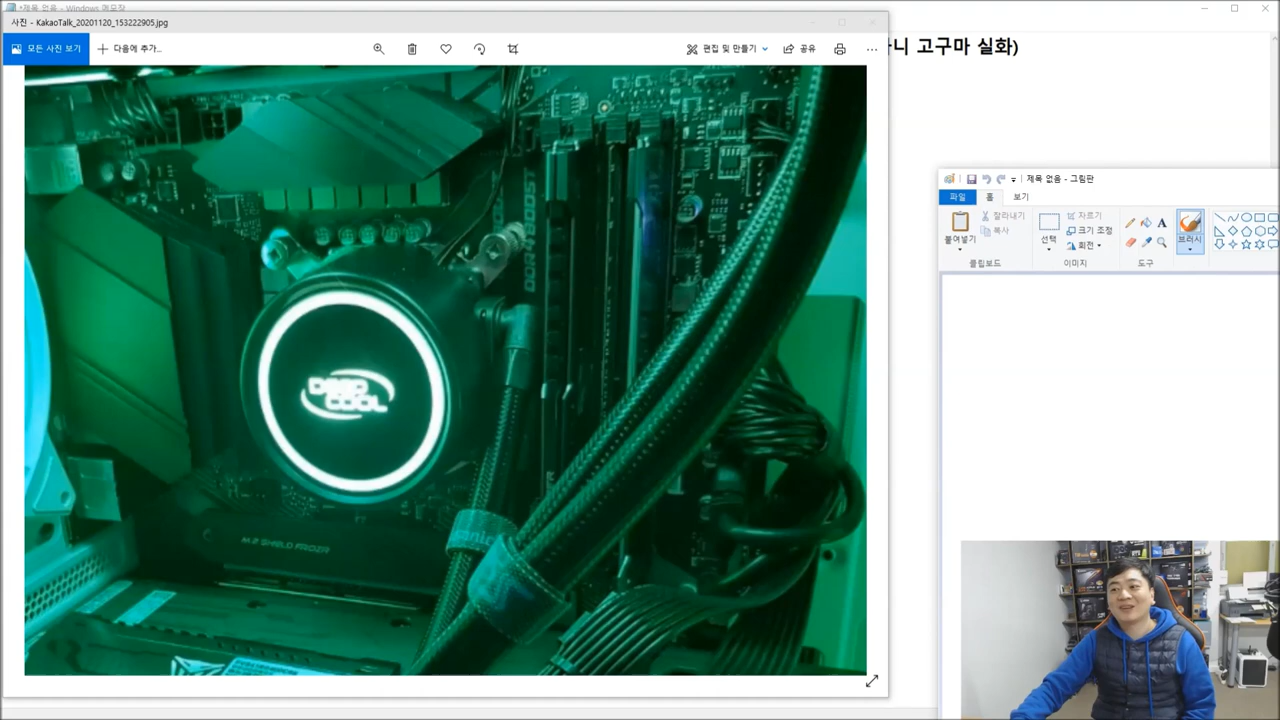 *제목 없음 - Windows 메모장
사진 - KakaoTalk_20201120_153222905.jpg
모든 사진 보기
다음에 추가...
편집 및 만들기
공유
니 고구마 실화)
DEEP
COOL
M.2 SHIELD FROZR
제목 없음 - 그림판
파일
홈
보기
붙여넣기
잘라내기
복사
클립보드
선택
자르기
크기 조정
회전
이미지
A
도구
브러시